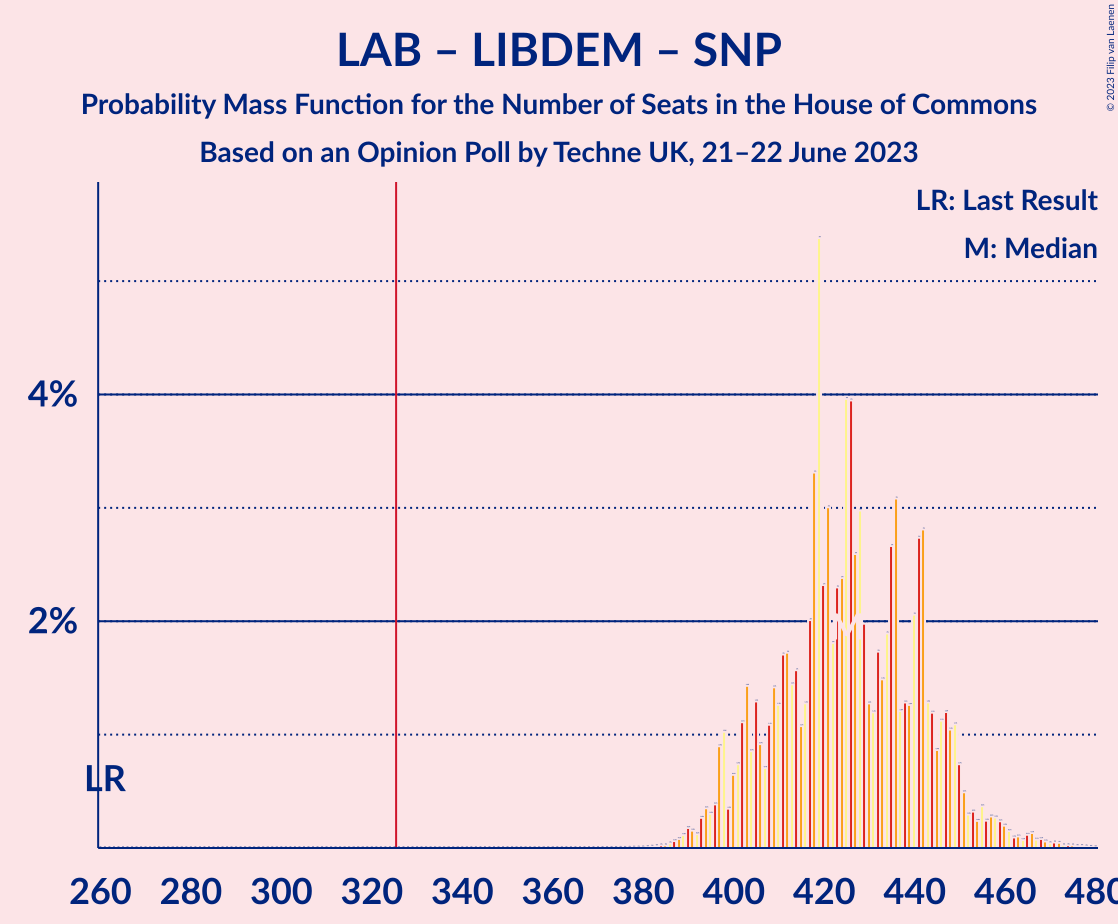 LAB – LIBDEM – SNP
Probability Mass Function for the Number of Seats in the House of Commons
Based on an Opinion Poll by Techne UK, 21–22 June 2023
© 2023 Filip van Laenen
LR: Last Result
M: Median
4%
2%
M
LR
260 280 300 320 340 360 380 400 420 440 460 480